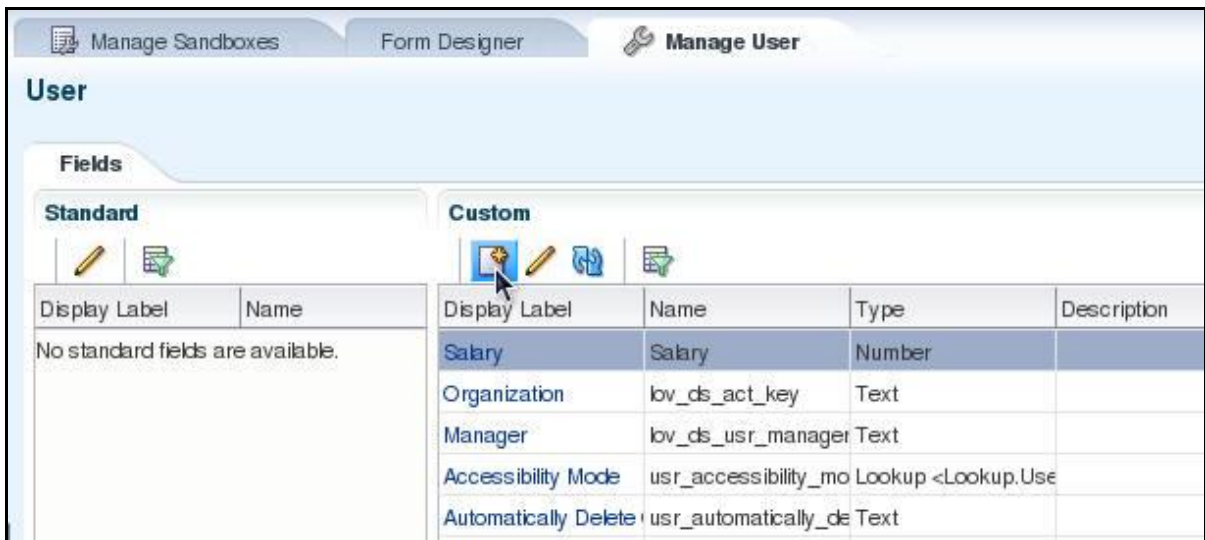 Manage Sandboxes Form Designer Manage User
User
Fields
Standard Custom
Display Label Name Display Label Name Type Description
No standard fields are available. Salary Salary Number
Organization lov_ds_act_key Text
Manager lov_ds_usr_manager Text
Accessibility Mode usr_accessibility_mo Lookup <Lookup.Use
Automatically Delete usr_automatically_de Text